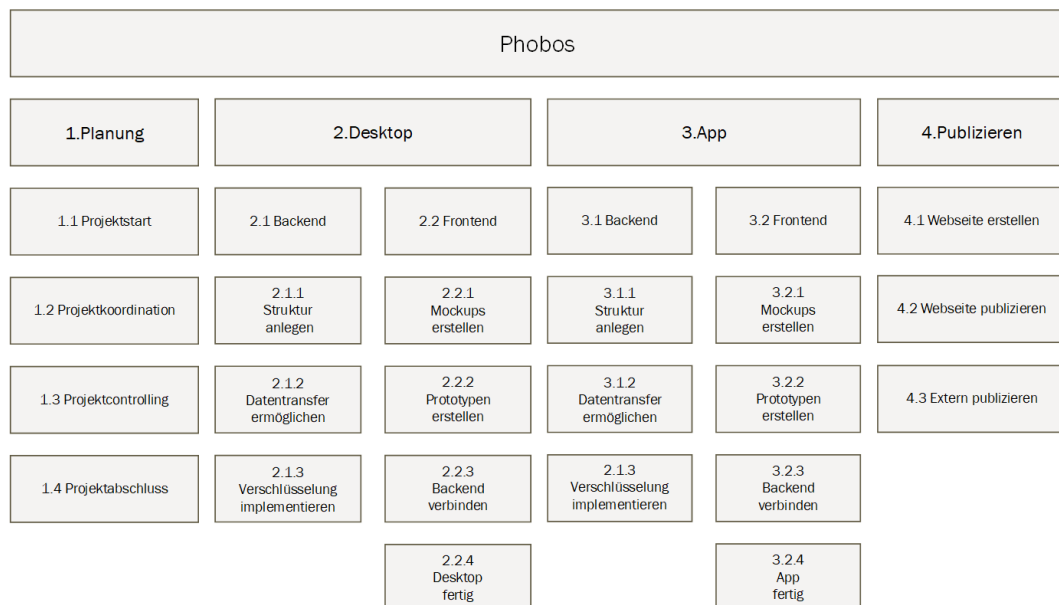 Phobos
1.Planung
2.Desktop
3.App
4.Publizieren
1.1 Projektstart
2.1 Backend
2.2 Frontend
3.1 Backend
3.2 Frontend
4.1 Webseite erstellen
1.2 Projektkoordination
2.1.1
Struktur
anlegen
2.2.1
Mockups
erstellen
3.1.1
Struktur
anlegen
3.2.1
Mockups
erstellen
4.2 Webseite publizieren
1.3 Projektcontrolling
2.1.2
Datentransfer
ermöglichen
2.2.2
Prototypen
erstellen
3.1.2
Datentransfer
ermöglichen
3.2.2
Prototypen
erstellen
4.3 Extern publizieren
1.4 Projektabschluss
2.1.3
Verschlüsselung
implementieren
2.2.3
Backend
verbinden
2.1.3
Verschlüsselung
implementieren
3.2.3
Backend
verbinden
2.2.4
Desktop
fertig
3.2.4
App
fertig